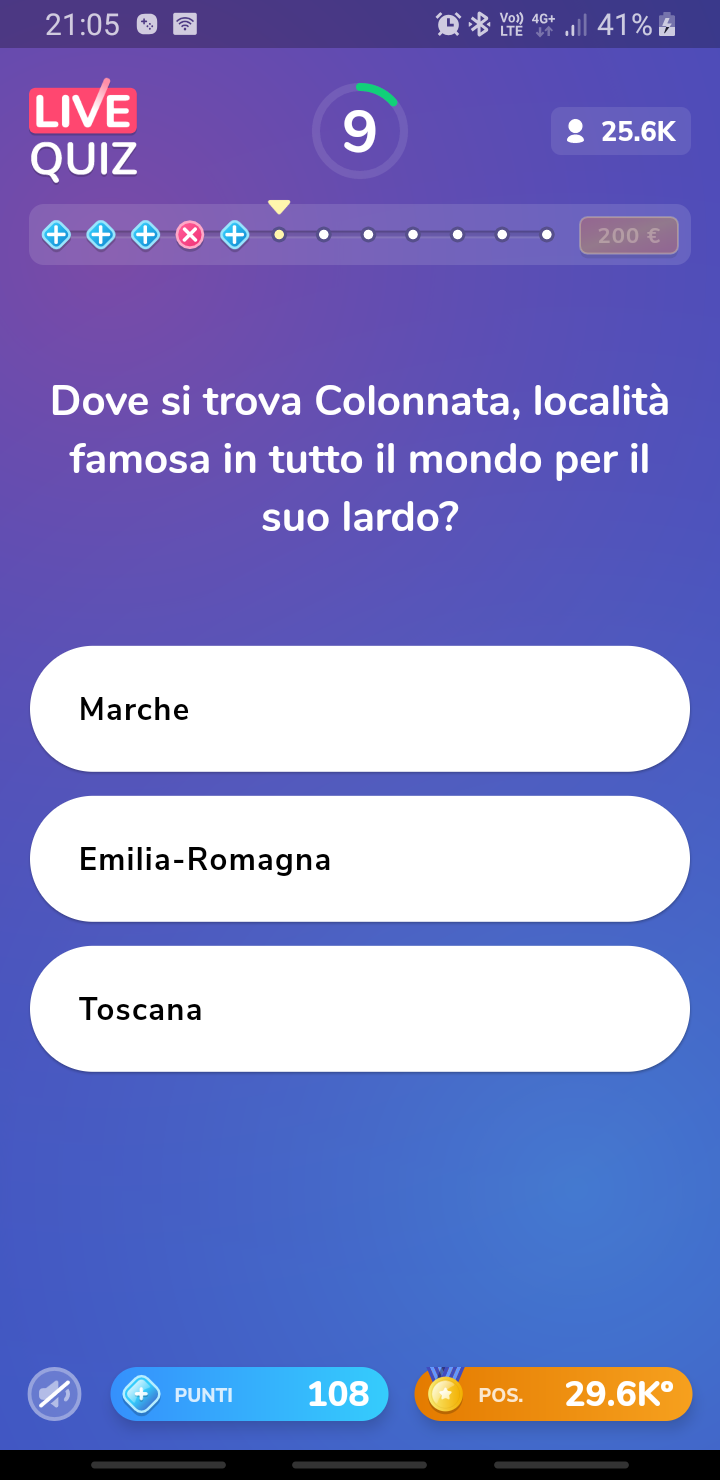 21:05 Vo)) LTE 4G+ 41%
LIVE
QUIZ
9
25.6K
200 €
Dove si trova Colonnata, località
famosa in tutto il mondo per il
suo lardo?
Marche
Emilia-Romagna
Toscana
PUNTI 108
POS. 29.6K°